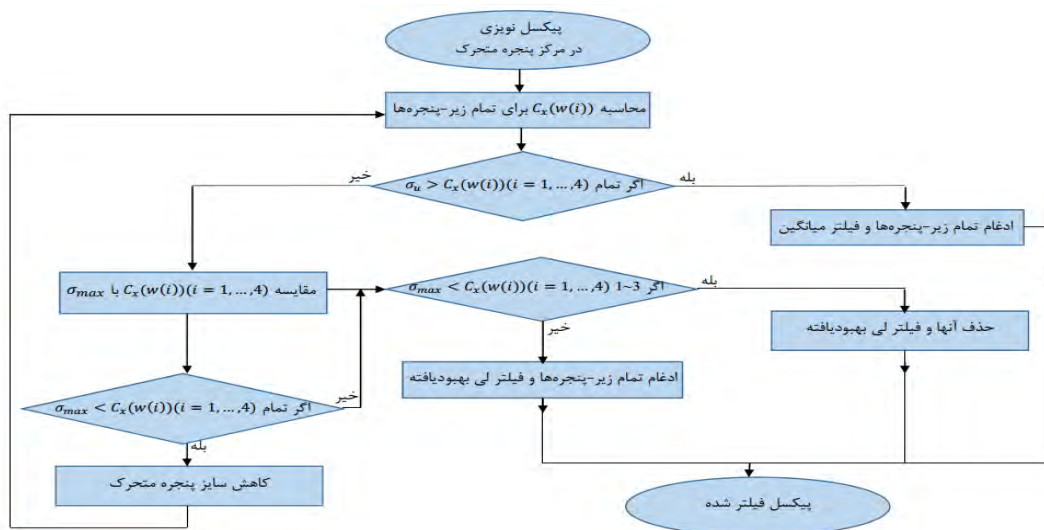 پیکسل نویزی
در مرکز پنجره متحرک
محاسبه C_x(w(i)) برای تمام زیر-پنجره‌ها
اگر تمام σ_u > C_x(w(i))(i = 1, … ,4)
خیر
بله
ادغام تمام زیر-پنجره‌ها و فیلتر میانگین
مقایسه C_x(w(i))(i = 1, … ,4) با σ_max
اگر 3~1 σ_max < C_x(w(i))(i = 1, … ,4)
بله
خیر
حذف آنها و فیلتر لی بهبودیافته
ادغام تمام زیر-پنجره‌ها و فیلتر لی بهبودیافته
اگر تمام σ_max < C_x(w(i))(i = 1, … ,4)
خیر
بله
کاهش سایز پنجره متحرک
پیکسل فیلتر شده